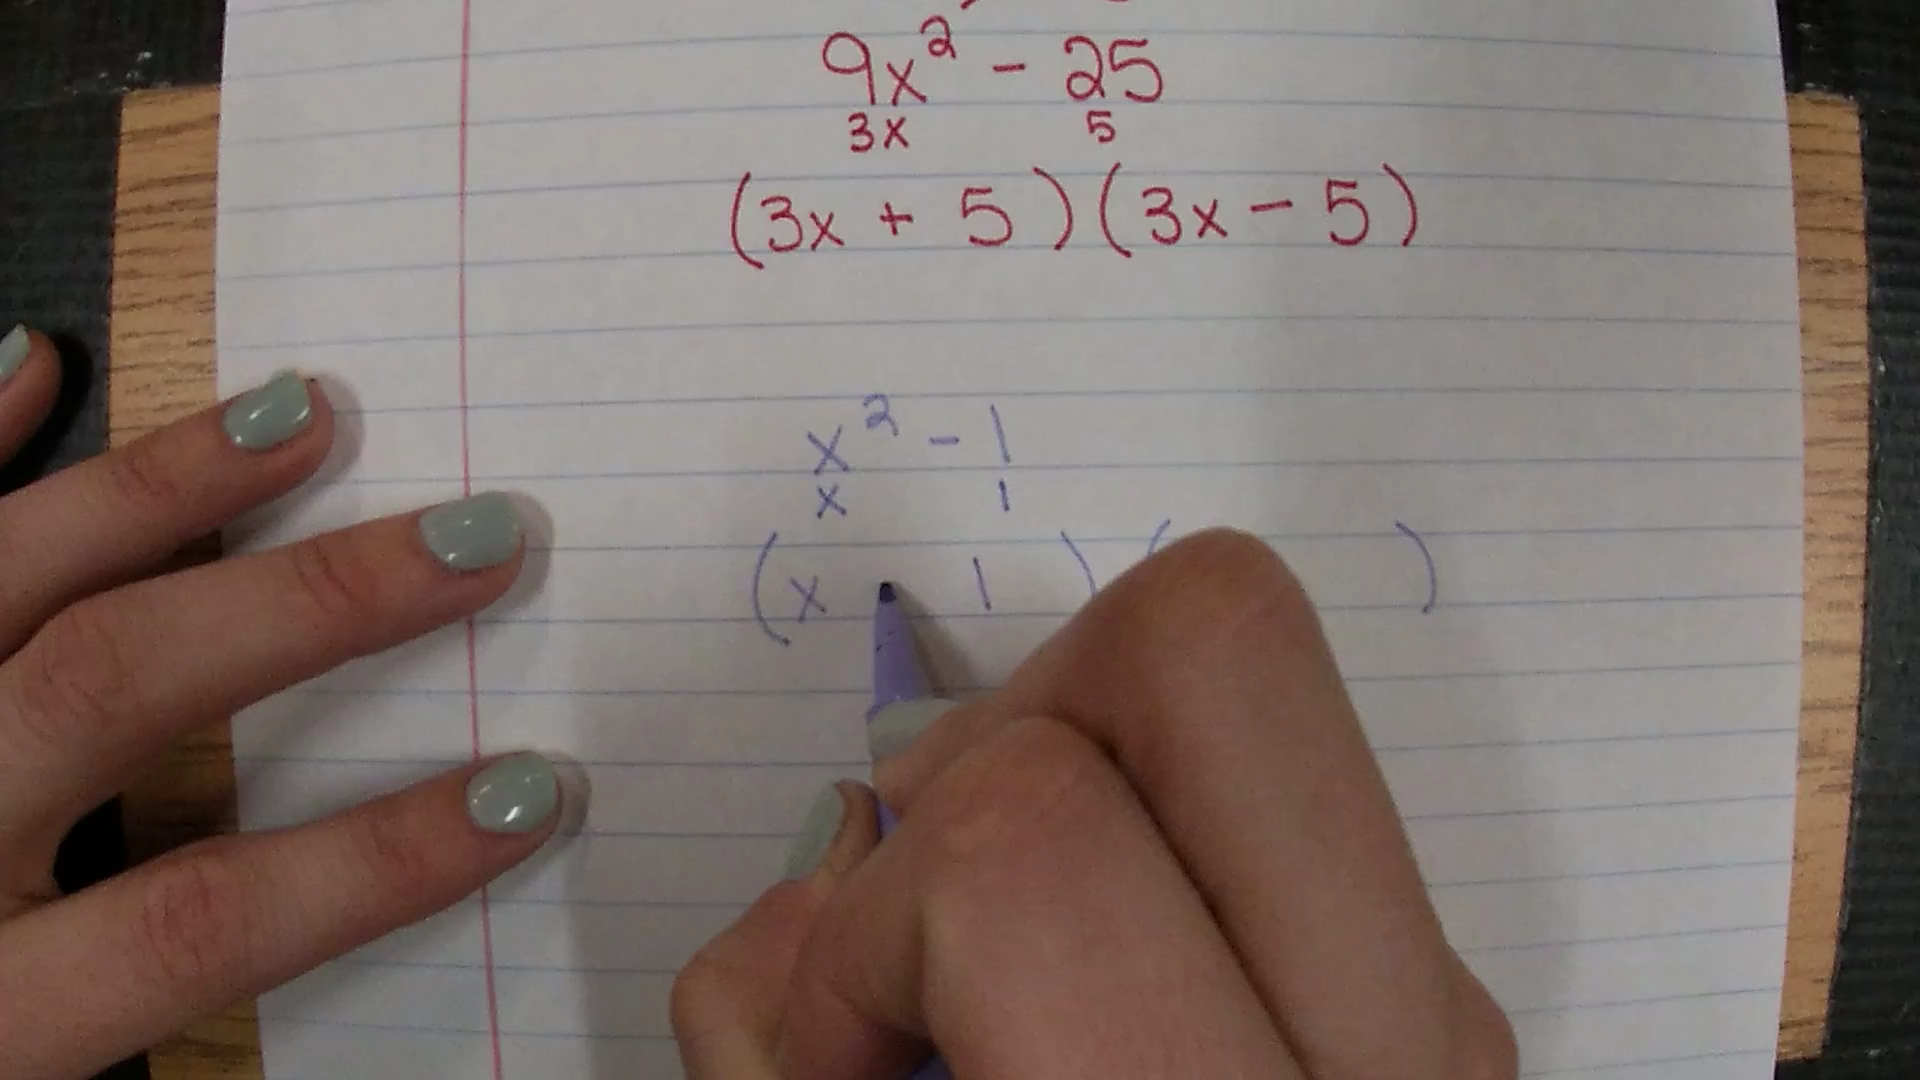 9x² - 25
3x 5
(3x + 5)(3x - 5)
x² - 1
x 1
(x 1)( )